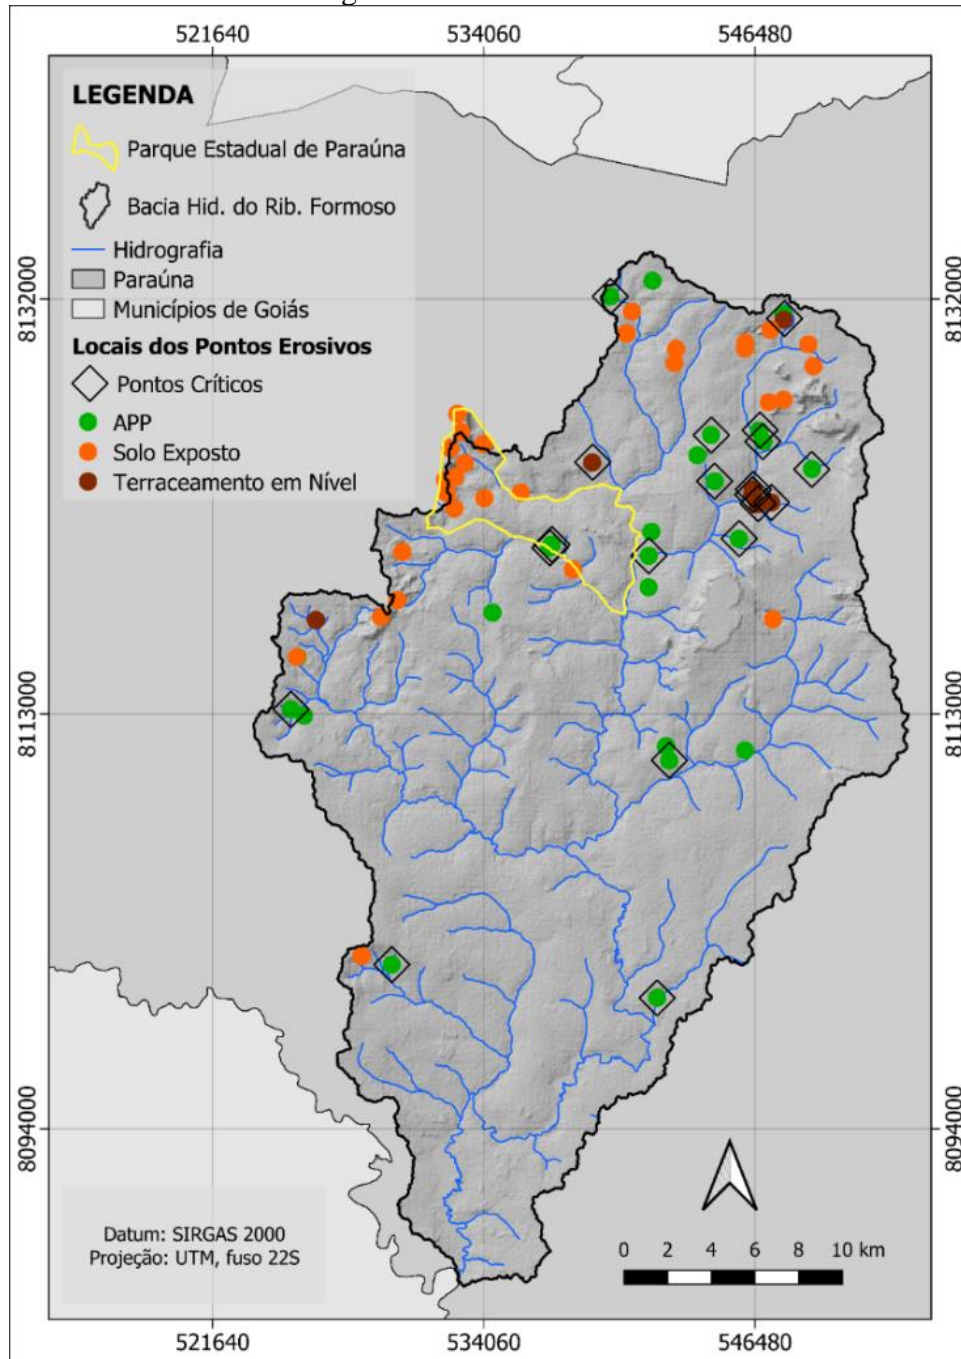 521640 534060 546480
LEGENDA
Parque Estadual de Paraúna
Bacia Hid. do Rib. Formoso
Hidrografia
Paraúna
Municípios de Goiás
Locais dos Pontos Erosivos
Pontos Críticos
APP
Solo Exposto
Terraceamento em Nível
8132000 8132000
8113000 8113000
8094000 8094000
Datum: SIRGAS 2000
Projeção: UTM, fuso 22S
0 2 4 6 8 10 km
521640 534060 546480